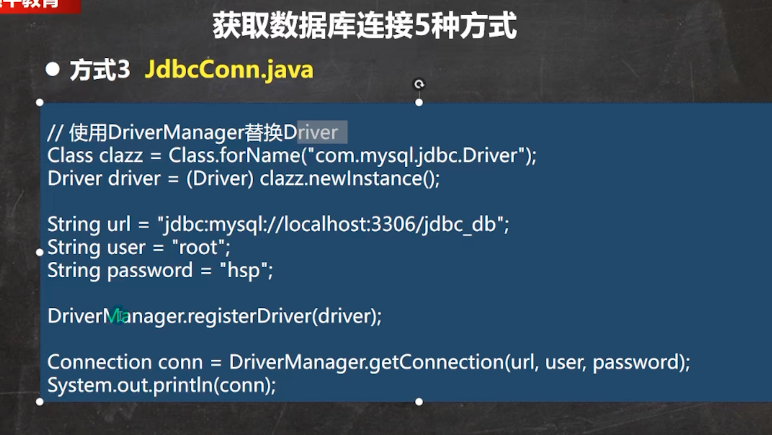 获取数据库连接5种方式
● 方式3 JdbcConn.java
// 使用DriverManager替换Driver
Class clazz = Class.forName("com.mysql.jdbc.Driver");
Driver driver = (Driver) clazz.newInstance();
String url = "jdbc:mysql://localhost:3306/jdbc_db";
String user = "root";
String password = "hsp";
DriverManager.registerDriver(driver);
Connection conn = DriverManager.getConnection(url, user, password);
System.out.println(conn);